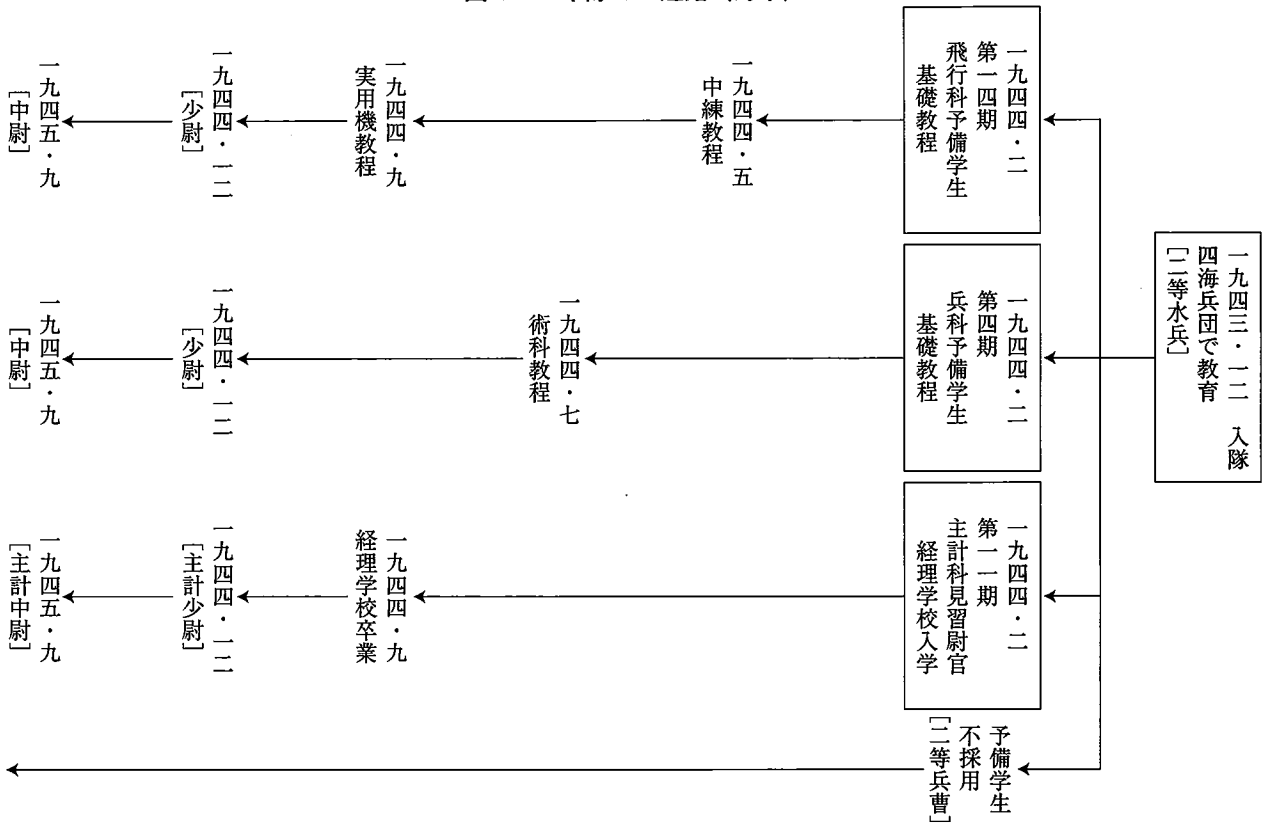 一九四三・一二　入隊
四海兵団で教育
［二等水兵］
一九四四・二
第一四期
飛行科予備学生
基礎教程
一九四四・五
中練教程
一九四四・九
実用機教程
一九四四・一二
［少尉］
一九四五・九
［中尉］
一九四四・二
第四期
兵科予備学生
基礎教程
一九四四・七
術科教程
一九四四・一二
［少尉］
一九四五・九
［中尉］
一九四四・二
第一一期
主計科見習尉官
経理学校入学
一九四四・九
経理学校卒業
一九四四・一二
［主計少尉］
一九四五・九
［主計中尉］
予備学生
不採用
［二等兵曹］